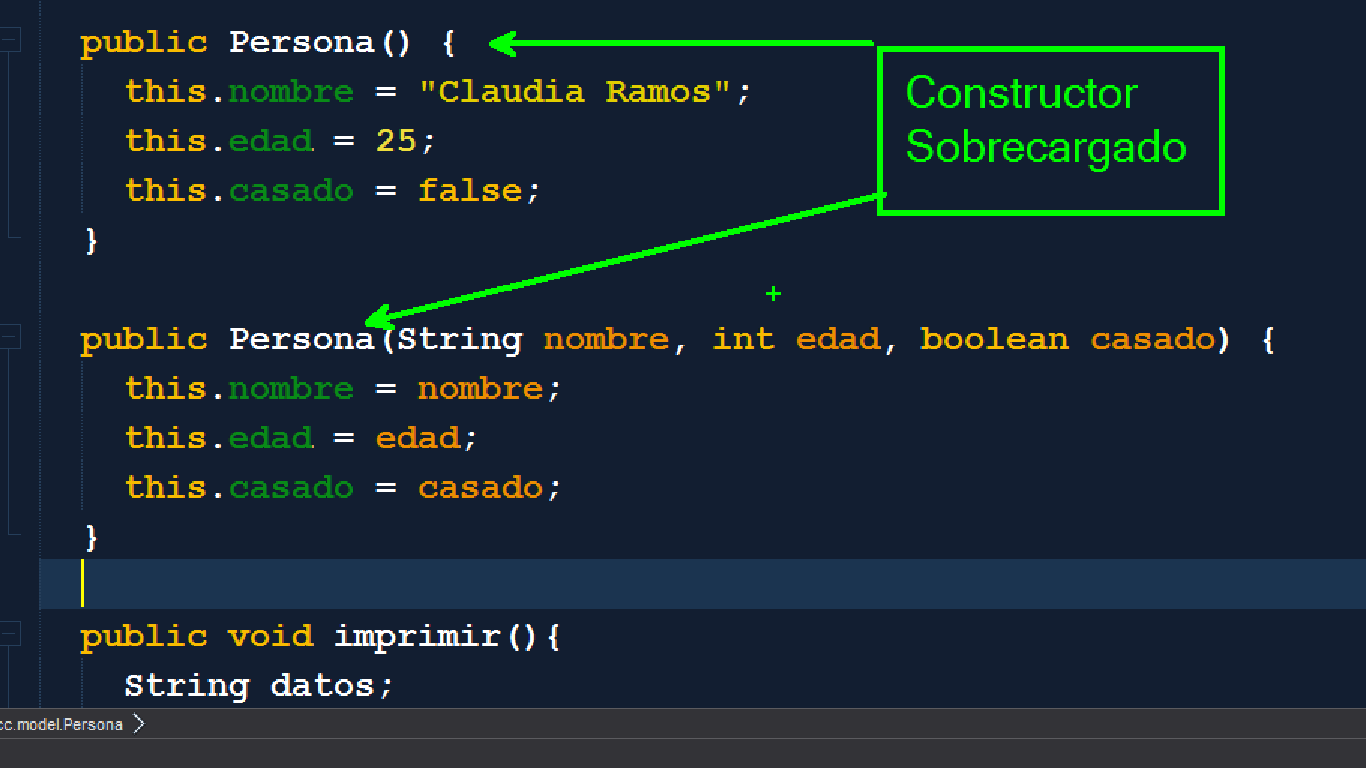 public Persona() {
this.nombre = "Claudia Ramos";
this.edad = 25;
this.casado = false;
}
Constructor
Sobrecargado
public Persona(String nombre, int edad, boolean casado) {
this.nombre = nombre;
this.edad = edad;
this.casado = casado;
}
public void imprimir(){
String datos;
cc.model.Persona